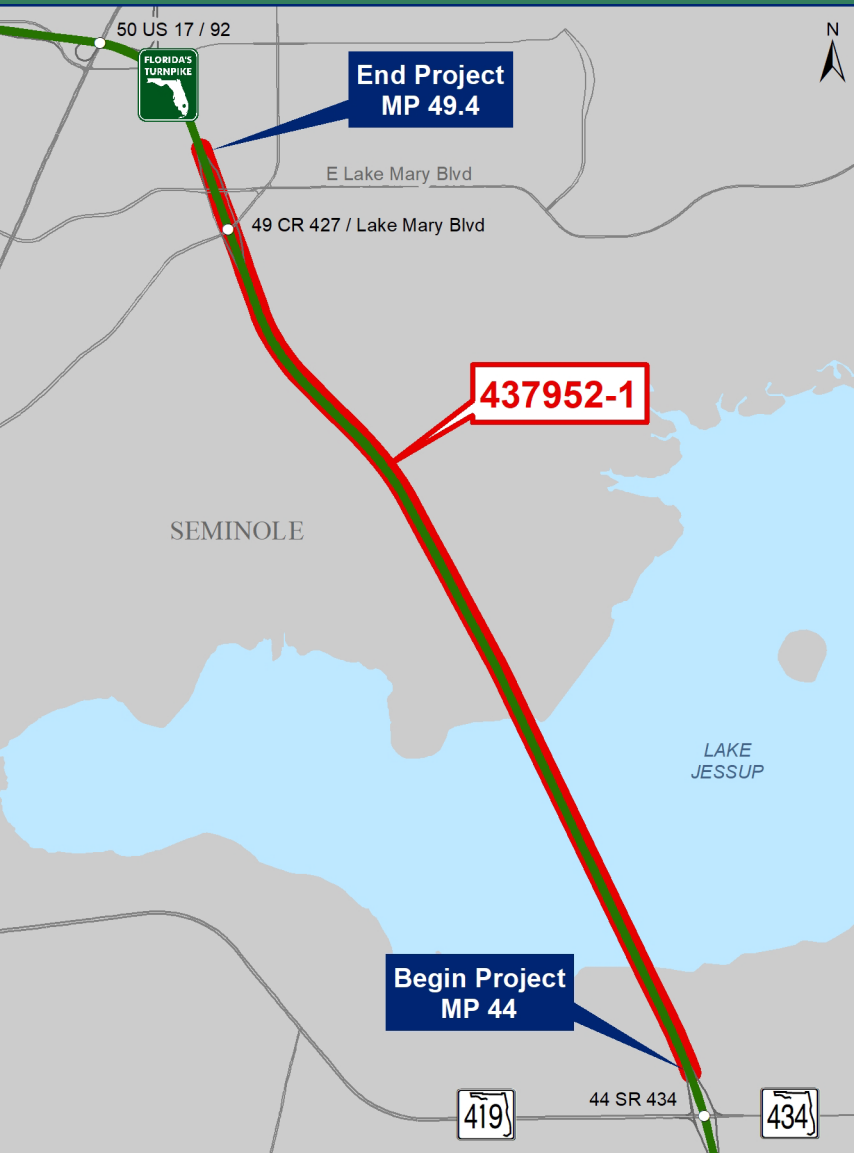 50 US 17 / 92
N
FLORIDA'S
TURNPIKE
End Project
MP 49.4
E Lake Mary Blvd
49 CR 427 / Lake Mary Blvd
437952-1
SEMINOLE
LAKE
JESSUP
Begin Project
MP 44
44 SR 434
419
434